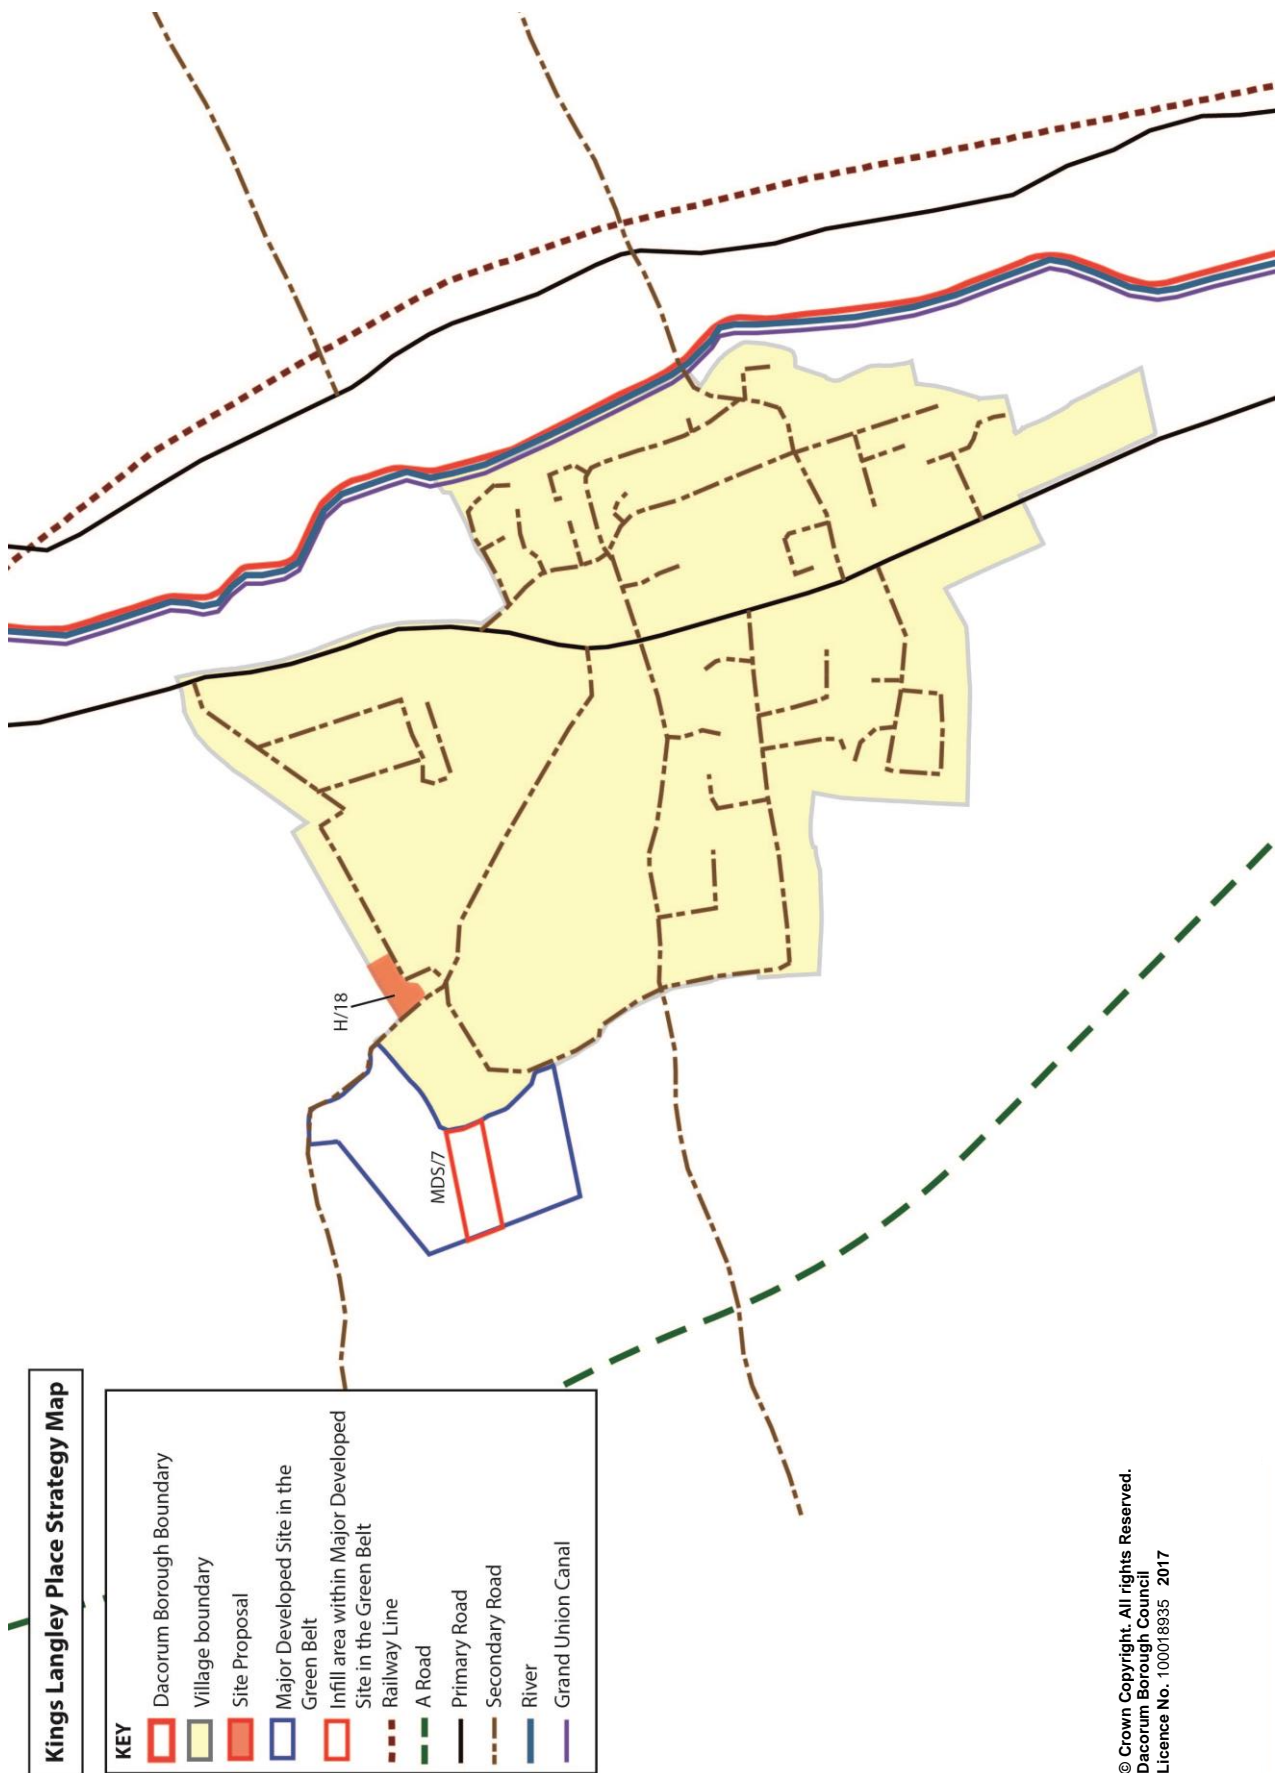 Kings Langley Place Strategy Map
KEY
Dacorum Borough Boundary
Village boundary
Site Proposal
Major Developed Site in the
Green Belt
Infill area within Major Developed
Site in the Green Belt
Railway Line
A Road
Primary Road
Secondary Road
River
Grand Union Canal
H/18
MDS/7
© Crown Copyright. All rights Reserved.
Dacorum Borough Council
Licence No. 100018935 2017